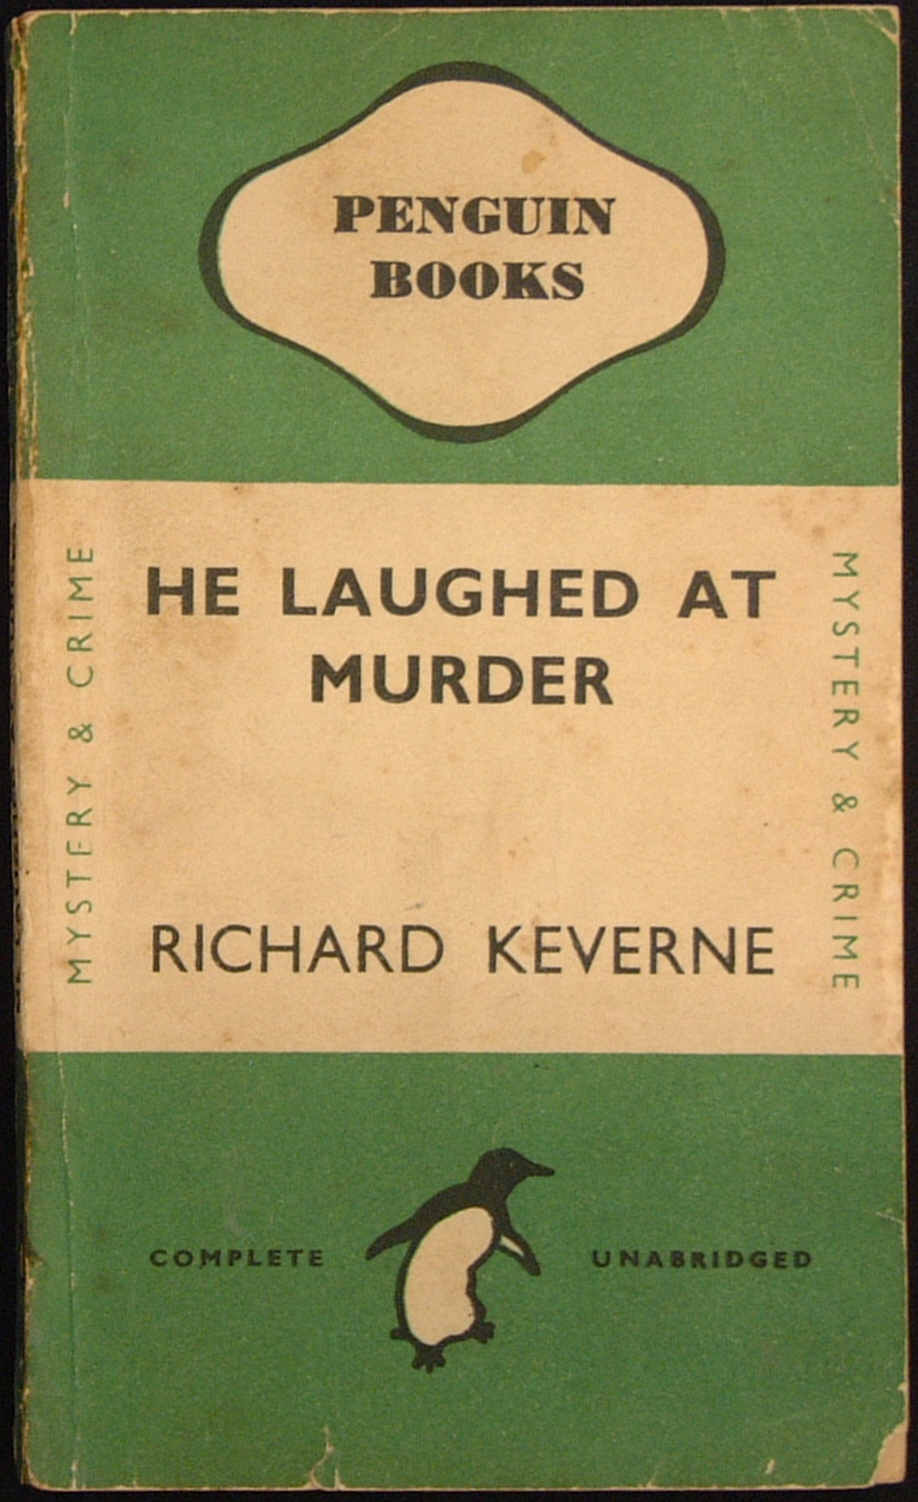 PENGUIN
BOOKS
MYSTERY & CRIME
HE LAUGHED AT
MURDER
RICHARD KEVERNE
MYSTERY & CRIME
COMPLETE
UNABRIDGED